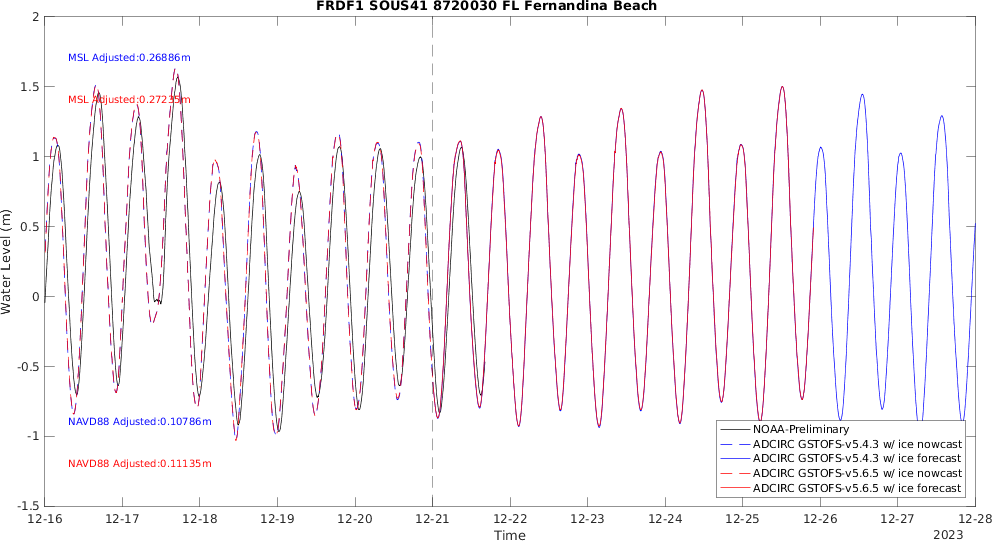 FRDF1 SOUS41 8720030 FL Fernandina Beach
2
1.5
1
0.5
0
-0.5
-1
-1.5
Water Level (m)
MSL Adjusted:0.26886m
MSL Adjusted:0.27235m
NAVD88 Adjusted:0.10786m
NAVD88 Adjusted:0.11135m
NOAA-Preliminary
ADCIRC GSTOFS-v5.4.3 w/ ice nowcast
ADCIRC GSTOFS-v5.4.3 w/ ice forecast
ADCIRC GSTOFS-v5.6.5 w/ ice nowcast
ADCIRC GSTOFS-v5.6.5 w/ ice forecast
12-16 12-17 12-18 12-19 12-20 12-21 12-22 12-23 12-24 12-25 12-26 12-27 12-28
Time
2023